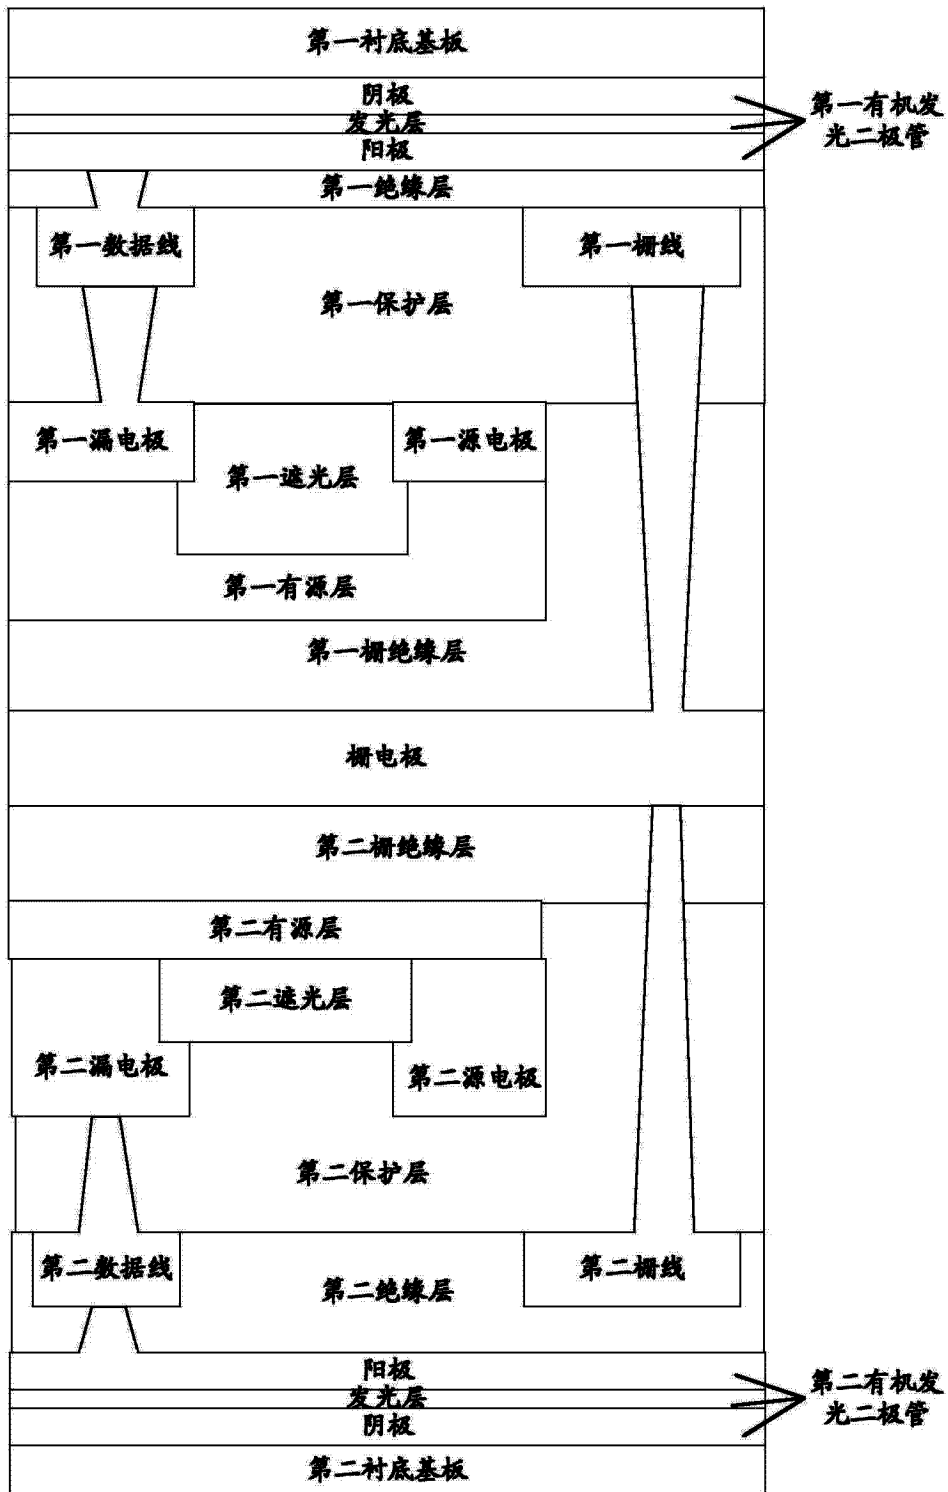 第一衬底基板
阴极
发光层
阳极
第一有机发
光二极管
第一绝缘层
第一数据线
第一栅线
第一保护层
第一漏电极
第一源电极
第一遮光层
第一有源层
第一栅绝缘层
栅电极
第二栅绝缘层
第二有源层
第二遮光层
第二漏电极
第二源电极
第二保护层
第二数据线
第二栅线
第二绝缘层
阳极
发光层
阴极
第二有机发
光二极管
第二衬底基板